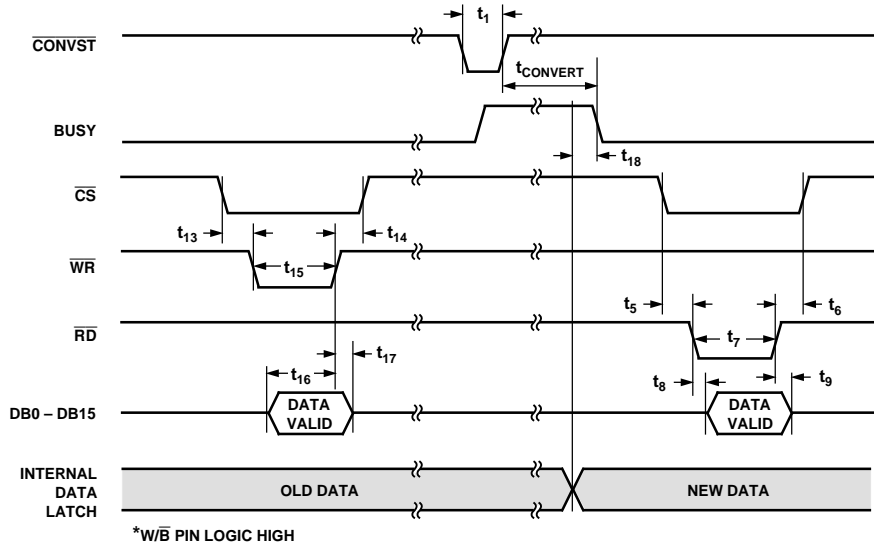 t1
CONVST
tCONVERT
BUSY
t18
CS
t13
t14
WR
t15
t5
t6
RD
t7
t17
t16
t8
t9
DB0 – DB15
DATA
VALID
DATA
VALID
INTERNAL
DATA
LATCH
OLD DATA
NEW DATA
*W/B PIN LOGIC HIGH